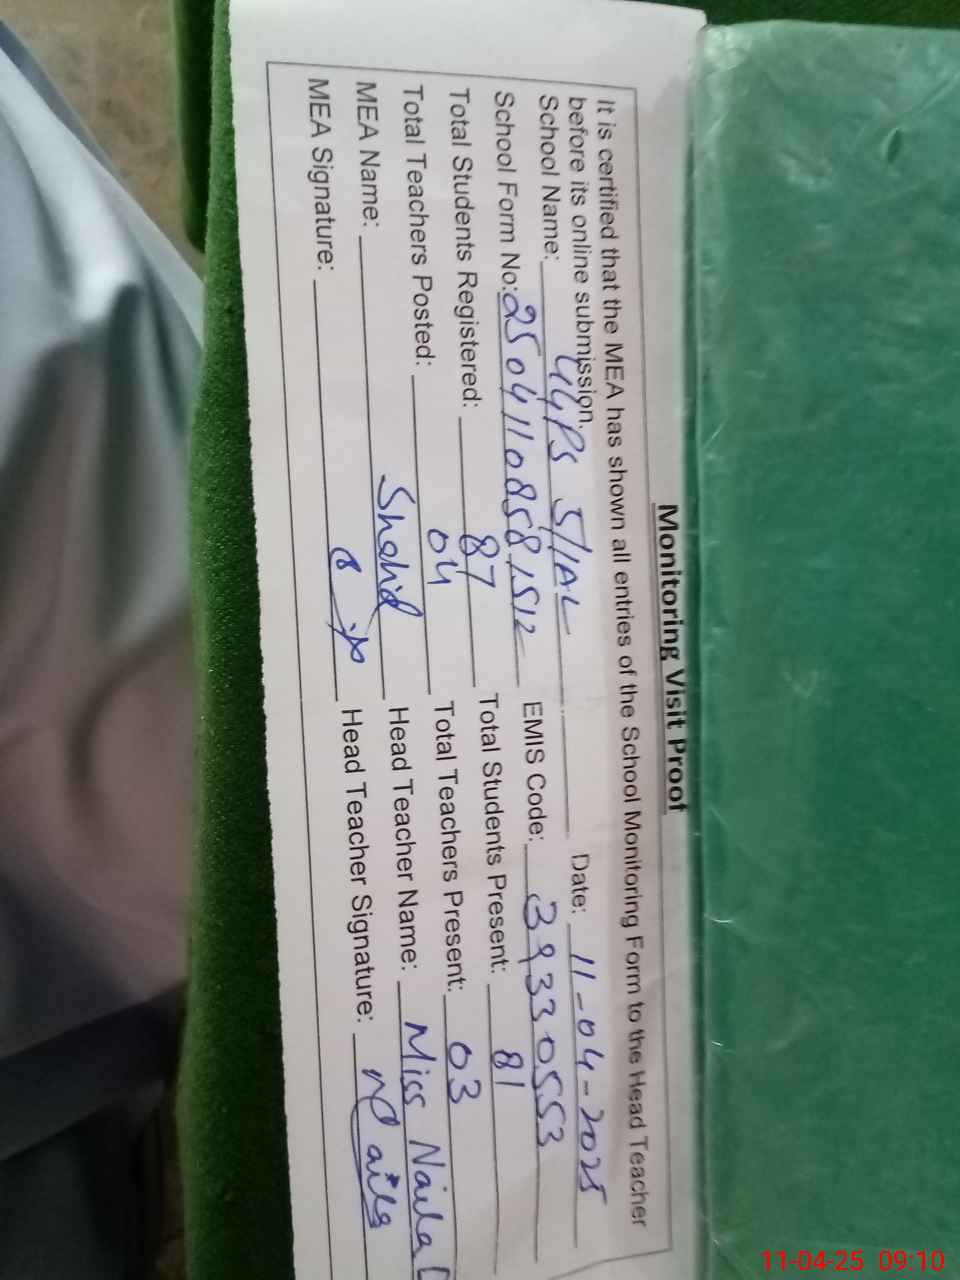 Monitoring Visit Proof
It is certified that the MEA has shown all entries of the School Monitoring Form to the Head Teacher
before its online submission.
School Name: GGPS 5/1AL Date: 11-04-2025
School Form No: 25041108581512 EMIS Code: 39330553
Total Students Registered: 87 Total Students Present: 81
Total Teachers Posted: 04 Total Teachers Present: 03
MEA Name: Shahid Head Teacher Name: Miss Naila
MEA Signature: Head Teacher Signature: Naila
11-04-25 09:10